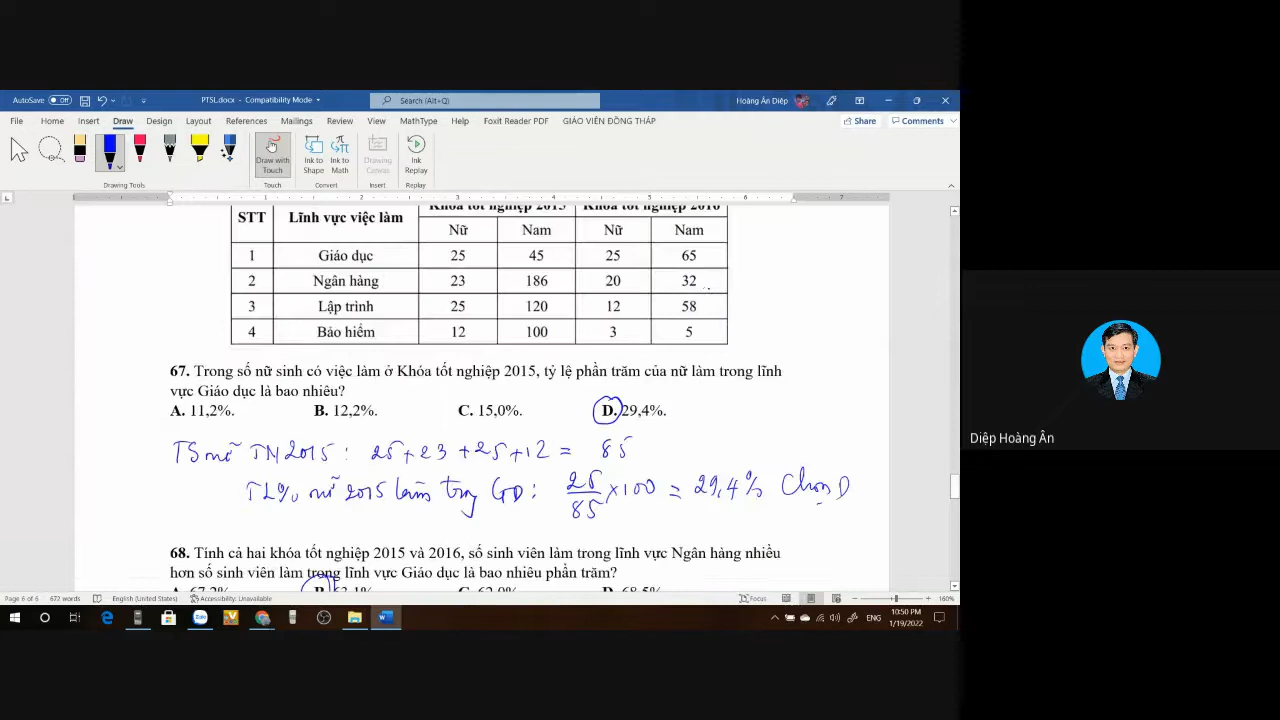 AutoSave Off PTSL.docx - Compatibility Mode Search (Alt+Q) Hoàng Ân Diệp
File Home Insert Draw Design Layout References Mailings Review View MathType Help Foxit Reader PDF GIÁO VIÊN ĐỒNG THÁP Share Comments
Draw with Touch Ink to Shape Ink to Math Drawing Canvas Ink Replay
Drawing Tools Touch Convert Insert Replay
STT Lĩnh vực việc làm Khóa tốt nghiệp 2015 Khóa tốt nghiệp 2016
Nữ Nam Nữ Nam
1 Giáo dục 25 45 25 65
2 Ngân hàng 23 186 20 32
3 Lập trình 25 120 12 58
4 Bảo hiểm 12 100 3 5
67. Trong số nữ sinh có việc làm ở Khóa tốt nghiệp 2015, tỷ lệ phần trăm của nữ làm trong lĩnh
vực Giáo dục là bao nhiêu?
A. 11,2%. B. 12,2%. C. 15,0%. D. 29,4%.
TS nữ TN 2015 : 25 + 23 + 25 + 12 = 85
TL% nữ 2015 làm trong GD : 25/85 × 100 = 29,4% Chọn D
68. Tính cả hai khóa tốt nghiệp 2015 và 2016, số sinh viên làm trong lĩnh vực Ngân hàng nhiều
hơn số sinh viên làm trong lĩnh vực Giáo dục là bao nhiêu phần trăm?
A. 67,2% B. 63,1% C. 62,0% D. 68,5%
Page 6 of 6 672 words English (United States) Accessibility: Unavailable Focus 160%
ENG 10:50 PM
1/19/2022
Diệp Hoàng Ân